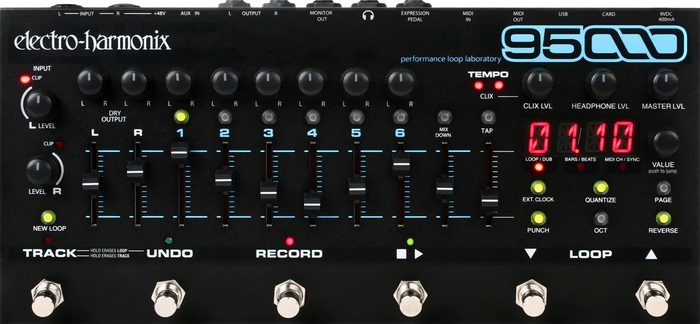 L INPUT R +48V AUX IN L OUTPUT R MONITOR OUT EXPRESSION PEDAL MIDI IN MIDI OUT USB CARD 9VDC 400mA
electro-harmonix
95000
performance loop laboratory
INPUT
CLIP
L LEVEL
CLIP
LEVEL R
NEW LOOP
L R L R L R L R L R L R L R L R
DRY OUTPUT
L R 1 2 3 4 5 6 MIX DOWN TAP
TEMPO
CLIX
CLIX LVL HEADPHONE LVL MASTER LVL
01.10
LOOP / DUB BARS / BEATS MIDI CH / SYNC
VALUE
push to jump
EXT. CLOCK QUANTIZE PAGE
PUNCH OCT REVERSE
TRACK HOLD ERASES LOOP UNDO RECORD LOOP
HOLD ERASES TRACK